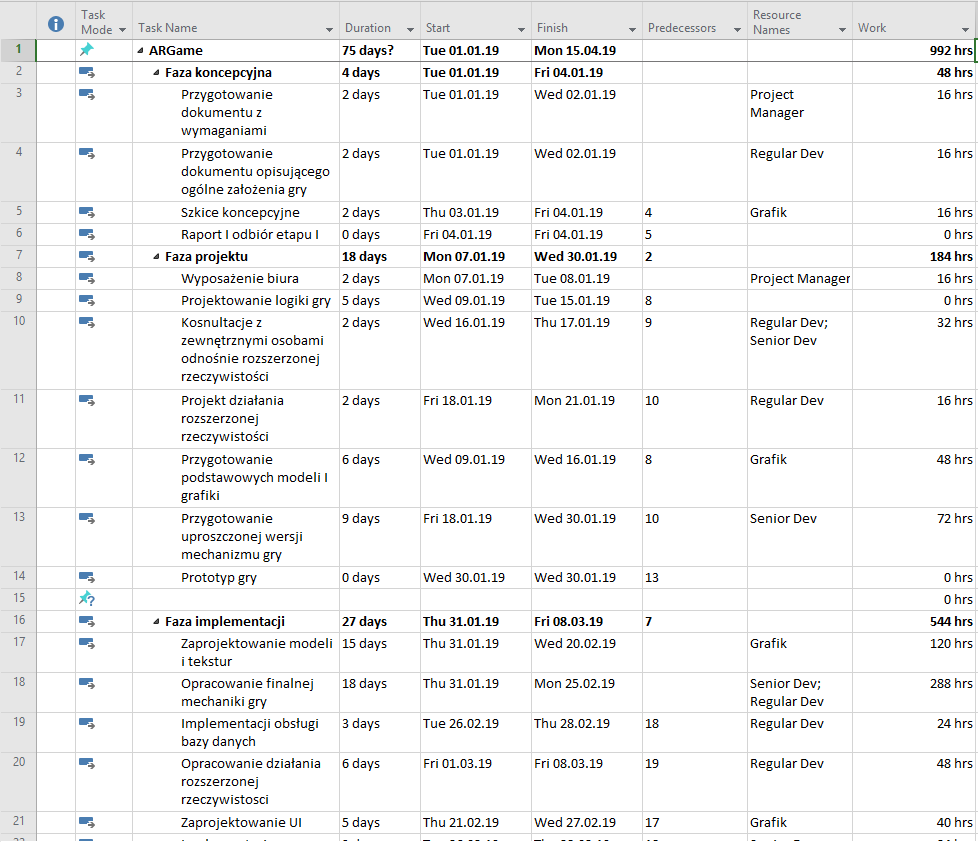 Task Mode Task Name Duration Start Finish Predecessors Resource Names Work
1 ARGame 75 days? Tue 01.01.19 Mon 15.04.19 992 hrs
2 Faza koncepcyjna 4 days Tue 01.01.19 Fri 04.01.19 48 hrs
3 Przygotowanie 2 days Tue 01.01.19 Wed 02.01.19 Project 16 hrs
dokumentu z Manager
wymaganiami
4 Przygotowanie 2 days Tue 01.01.19 Wed 02.01.19 Regular Dev 16 hrs
dokumentu opisującego
ogólne założenia gry
5 Szkice koncepcyjne 2 days Thu 03.01.19 Fri 04.01.19 4 Grafik 16 hrs
6 Raport I odbiór etapu I 0 days Fri 04.01.19 Fri 04.01.19 5 0 hrs
7 Faza projektu 18 days Mon 07.01.19 Wed 30.01.19 2 184 hrs
8 Wyposażenie biura 2 days Mon 07.01.19 Tue 08.01.19 Project Manager 16 hrs
9 Projektowanie logiki gry 5 days Wed 09.01.19 Tue 15.01.19 8 0 hrs
10 Kosnultacje z 2 days Wed 16.01.19 Thu 17.01.19 9 Regular Dev; 32 hrs
zewnętrznymi osobami Senior Dev
odnośnie rozszerzonej
rzeczywistości
11 Projekt działania 2 days Fri 18.01.19 Mon 21.01.19 10 Regular Dev 16 hrs
rozszerzonej
rzeczywistości
12 Przygotowanie 6 days Wed 09.01.19 Wed 16.01.19 8 Grafik 48 hrs
podstawowych modeli I
grafiki
13 Przygotowanie 9 days Fri 18.01.19 Wed 30.01.19 10 Senior Dev 72 hrs
uproszczonej wersji
mechanizmu gry
14 Prototyp gry 0 days Wed 30.01.19 Wed 30.01.19 13 0 hrs
15 0 hrs
16 Faza implementacji 27 days Thu 31.01.19 Fri 08.03.19 7 544 hrs
17 Zaprojektowanie modeli 15 days Thu 31.01.19 Wed 20.02.19 Grafik 120 hrs
i tekstur
18 Opracowanie finalnej 18 days Thu 31.01.19 Mon 25.02.19 Senior Dev; 288 hrs
mechaniki gry Regular Dev
19 Implementacji obsługi 3 days Tue 26.02.19 Thu 28.02.19 18 Regular Dev 24 hrs
bazy danych
20 Opracowanie działania 6 days Fri 01.03.19 Fri 08.03.19 19 Regular Dev 48 hrs
rozszerzonej
rzeczywistosci
21 Zaprojektowanie UI 5 days Thu 21.02.19 Wed 27.02.19 17 Grafik 40 hrs